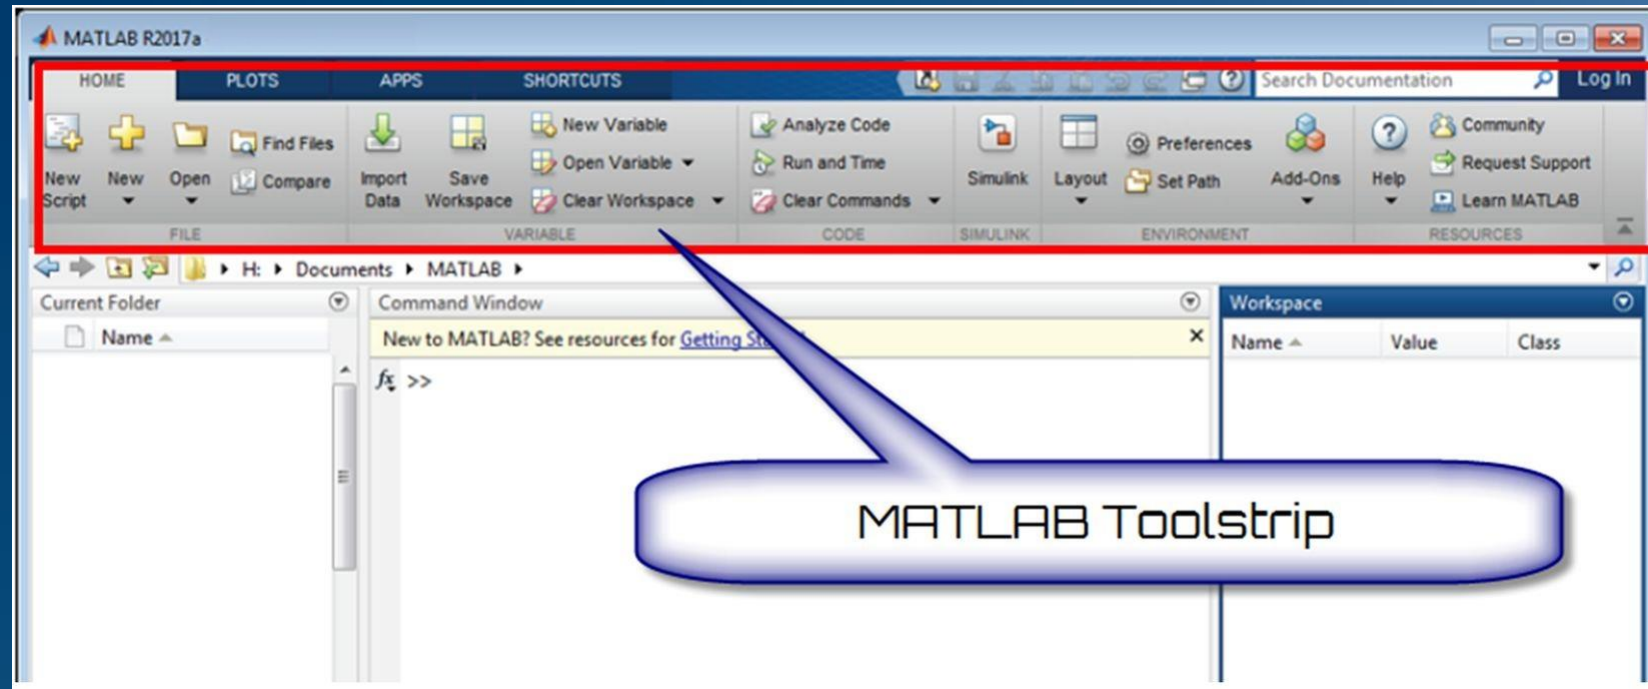 MATLAB R2017a
HOME PLOTS APPS SHORTCUTS Search Documentation Log In
New Script New Open Find Files Compare
Import Data Save Workspace New Variable Open Variable Clear Workspace
Analyze Code Run and Time Clear Commands
Simulink Layout Preferences Set Path Add-Ons
Help Community Request Support Learn MATLAB
FILE VARIABLE CODE SIMULINK ENVIRONMENT RESOURCES
H: Documents MATLAB
Current Folder Command Window Workspace
Name New to MATLAB? See resources for Getting Name Value Class
fx >>
MATLAB Toolstrip